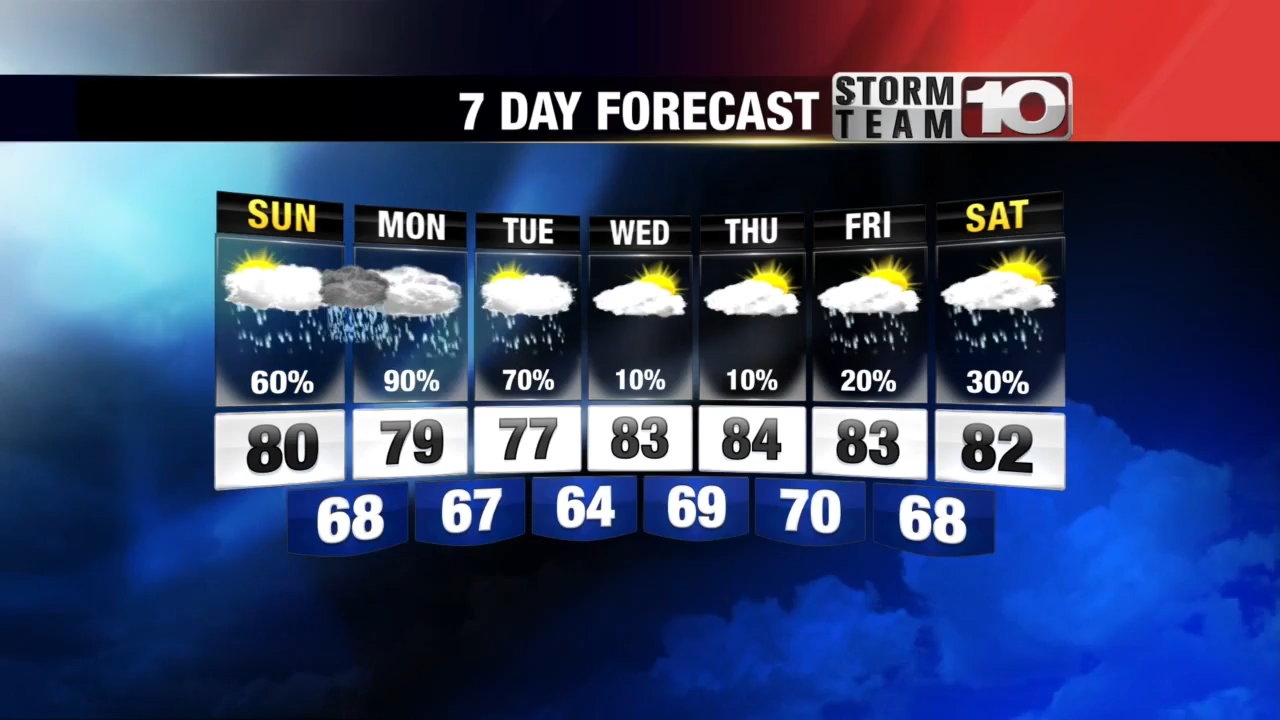 7 DAY FORECAST
STORM TEAM 10
SUN MON TUE WED THU FRI SAT
60% 90% 70% 10% 10% 20% 30%
80 79 77 83 84 83 82
68 67 64 69 70 68